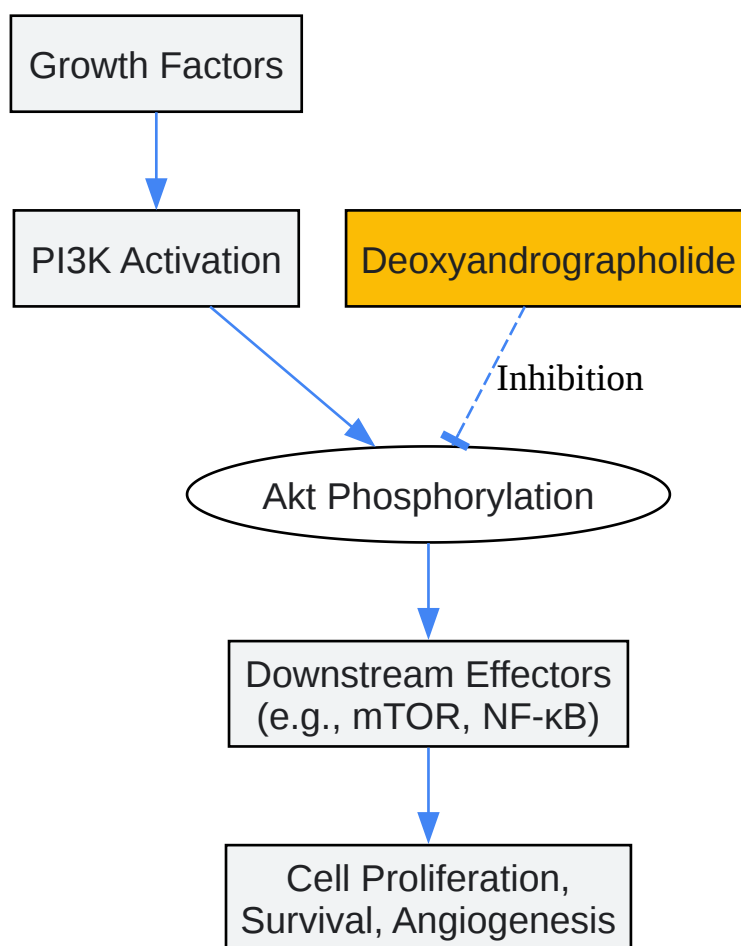 Growth Factors
PI3K Activation
Deoxyandrographolide
Inhibition
Akt Phosphorylation
Downstream Effectors
(e.g., mTOR, NF-κB)
Cell Proliferation,
Survival, Angiogenesis